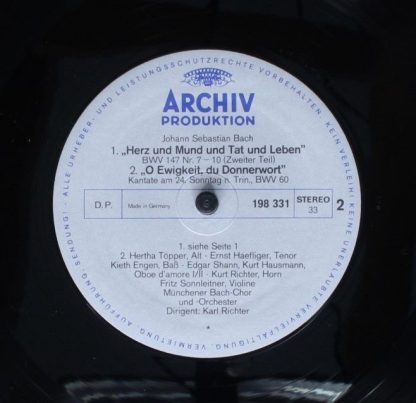 ALLE URHEBER- UND LEISTUNGSSCHUTZRECHTE VORBEHALTEN · KEIN VERLEIH! · KEINE UNERLAUBTE VERVIELFÄLTIGUNG, VERMIETUNG, AUFFÜHRUNG, SENDUNG! ·
ARCHIV
PRODUKTION
Johann Sebastian Bach
1. „Herz und Mund und Tat und Leben"
BWV 147 Nr. 7 – 10 (Zweiter Teil)
2. „O Ewigkeit, du Donnerwort"
Kantate am 24. Sonntag n. Trin., BWV 60
D. P. Made in Germany 198 331 STEREO 33 2
1. siehe Seite 1
2. Hertha Töpper, Alt · Ernst Haefliger, Tenor
Kieth Engen, Baß · Edgar Shann, Kurt Hausmann,
Oboe d'amore I/II · Kurt Richter, Horn
Fritz Sonnleitner, Violine
Münchener Bach-Chor
und -Orchester
Dirigent: Karl Richter
*